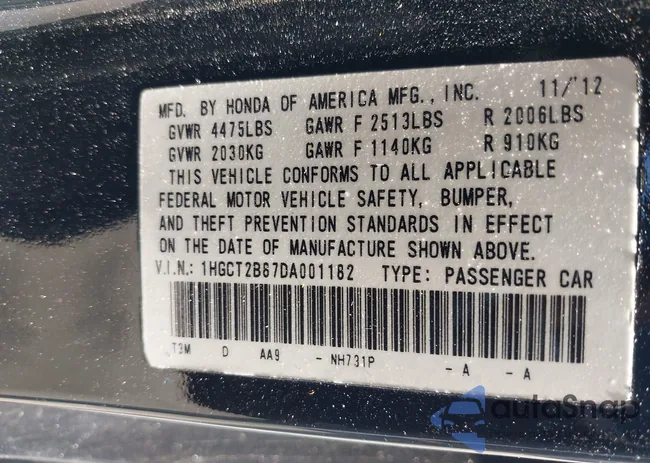 MFD. BY HONDA OF AMERICA MFG., INC. 11/'12
GVWR 4475LBS GAWR F 2513LBS R 2006LBS
GVWR 2030KG GAWR F 1140KG R 910KG
THIS VEHICLE CONFORMS TO ALL APPLICABLE
FEDERAL MOTOR VEHICLE SAFETY, BUMPER,
AND THEFT PREVENTION STANDARDS IN EFFECT
ON THE DATE OF MANUFACTURE SHOWN ABOVE.
V.I.N.: 1HGCT2B67DA001182 TYPE: PASSENGER CAR
T3M D AA9 - NH731P - A - A
autoSnap